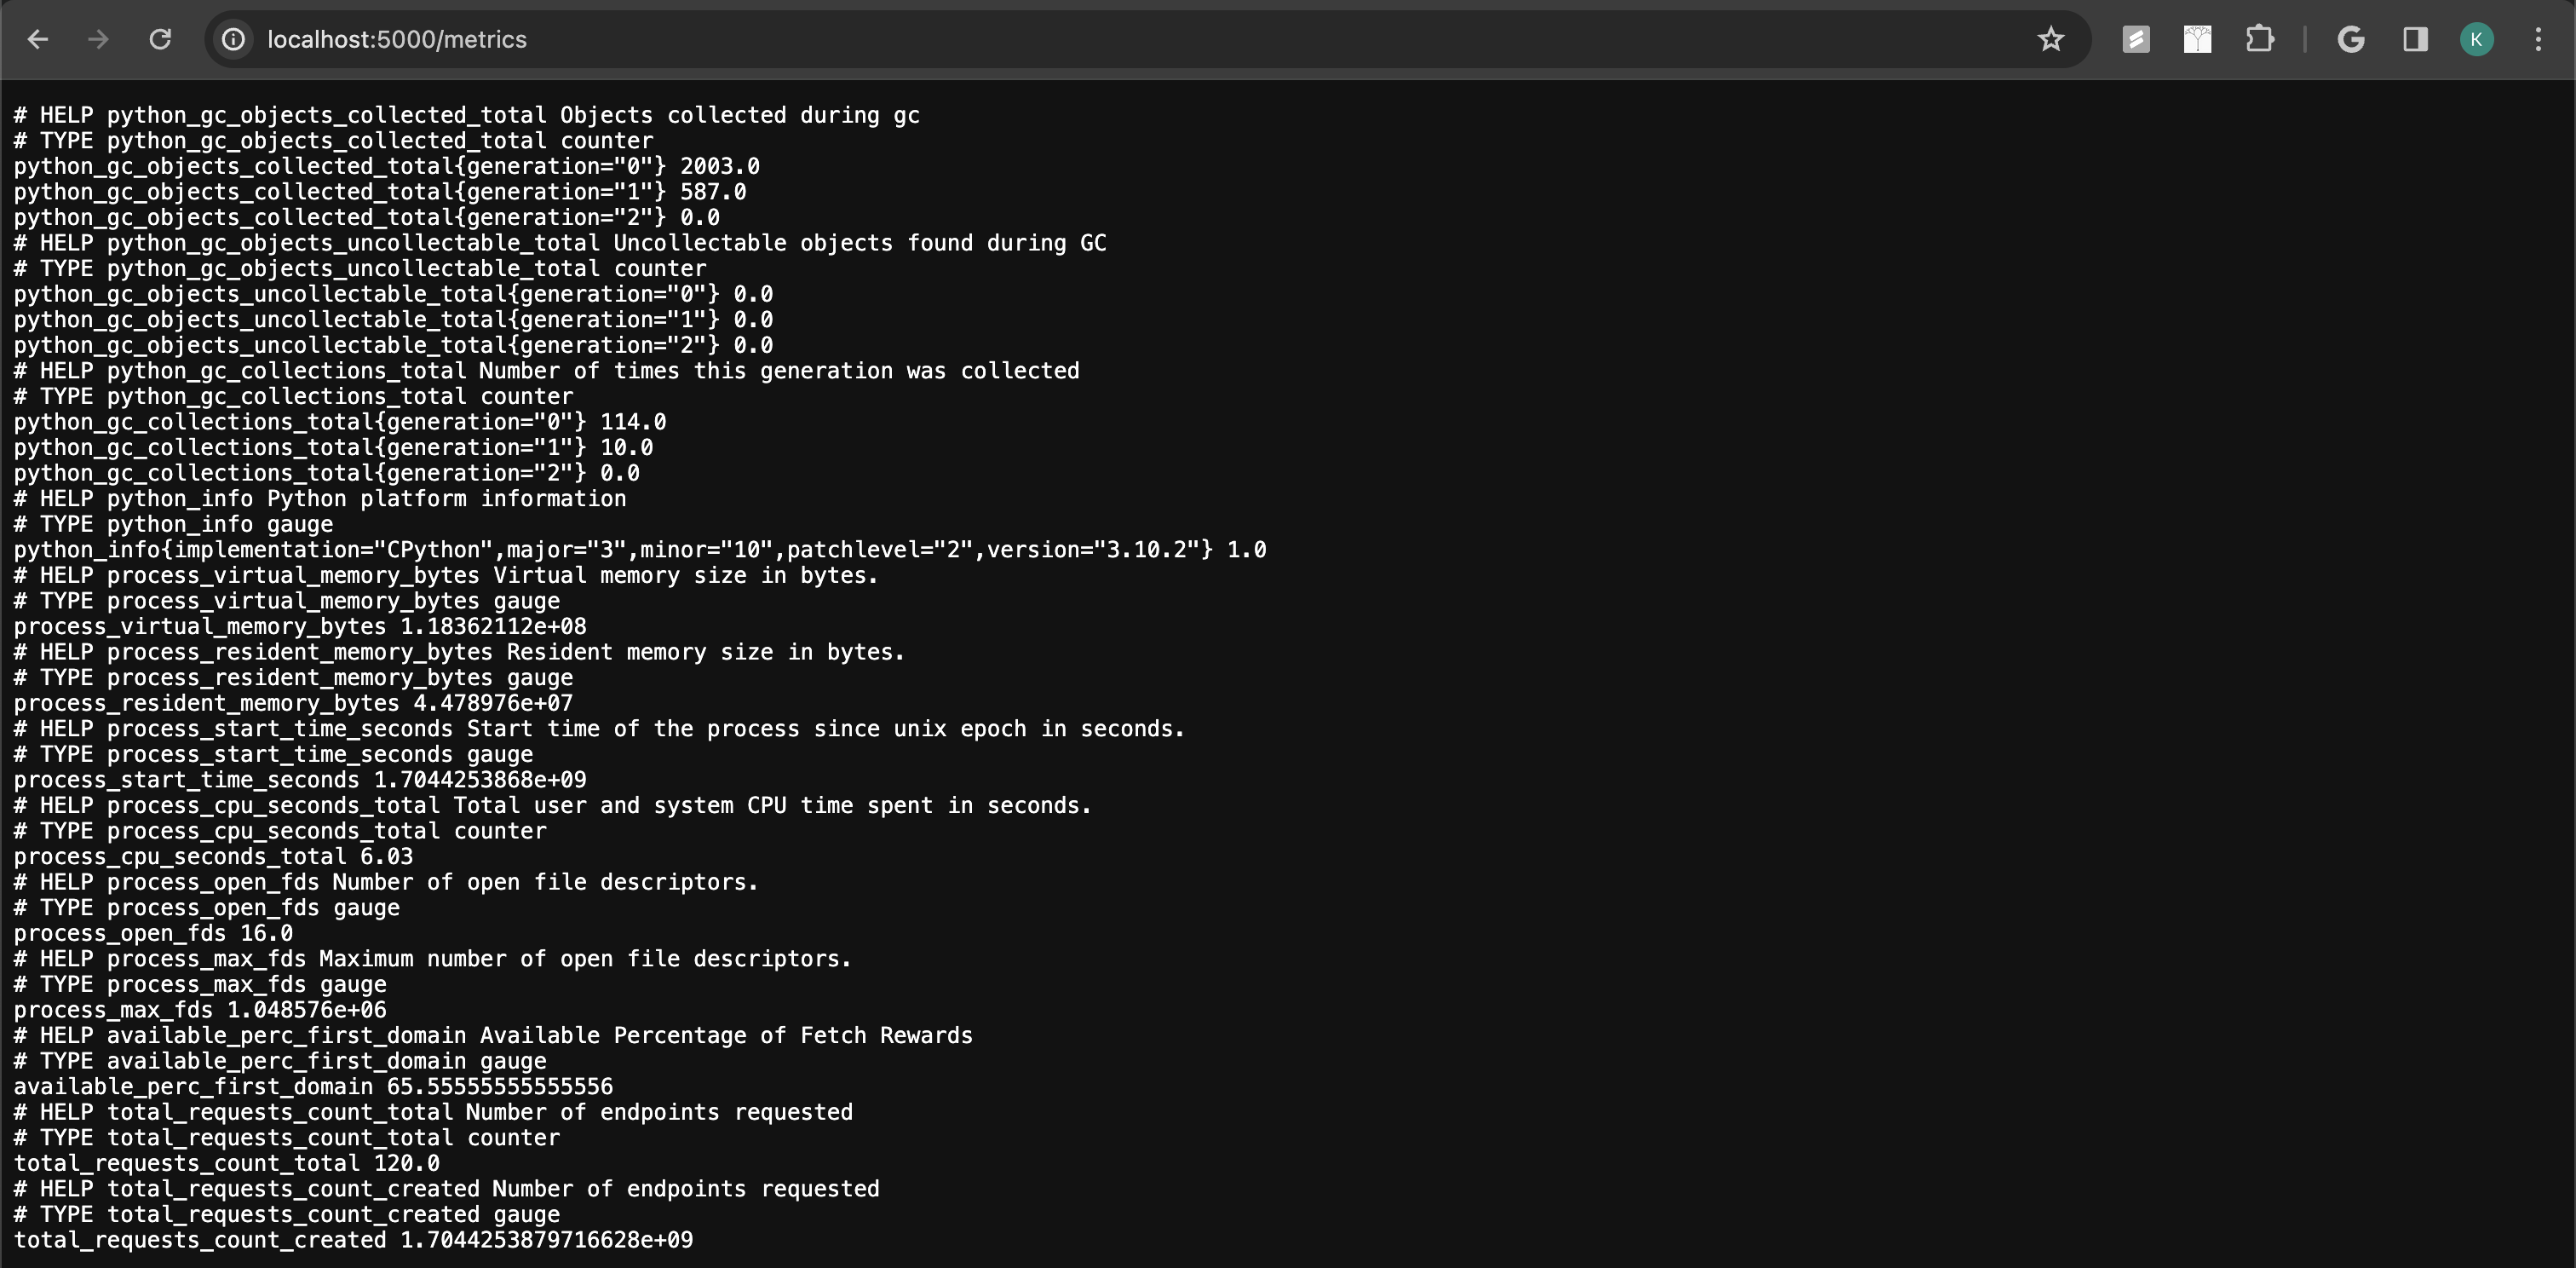 localhost:5000/metrics
K
# HELP python_gc_objects_collected_total Objects collected during gc
# TYPE python_gc_objects_collected_total counter
python_gc_objects_collected_total{generation="0"} 2003.0
python_gc_objects_collected_total{generation="1"} 587.0
python_gc_objects_collected_total{generation="2"} 0.0
# HELP python_gc_objects_uncollectable_total Uncollectable objects found during GC
# TYPE python_gc_objects_uncollectable_total counter
python_gc_objects_uncollectable_total{generation="0"} 0.0
python_gc_objects_uncollectable_total{generation="1"} 0.0
python_gc_objects_uncollectable_total{generation="2"} 0.0
# HELP python_gc_collections_total Number of times this generation was collected
# TYPE python_gc_collections_total counter
python_gc_collections_total{generation="0"} 114.0
python_gc_collections_total{generation="1"} 10.0
python_gc_collections_total{generation="2"} 0.0
# HELP python_info Python platform information
# TYPE python_info gauge
python_info{implementation="CPython",major="3",minor="10",patchlevel="2",version="3.10.2"} 1.0
# HELP process_virtual_memory_bytes Virtual memory size in bytes.
# TYPE process_virtual_memory_bytes gauge
process_virtual_memory_bytes 1.18362112e+08
# HELP process_resident_memory_bytes Resident memory size in bytes.
# TYPE process_resident_memory_bytes gauge
process_resident_memory_bytes 4.478976e+07
# HELP process_start_time_seconds Start time of the process since unix epoch in seconds.
# TYPE process_start_time_seconds gauge
process_start_time_seconds 1.7044253868e+09
# HELP process_cpu_seconds_total Total user and system CPU time spent in seconds.
# TYPE process_cpu_seconds_total counter
process_cpu_seconds_total 6.03
# HELP process_open_fds Number of open file descriptors.
# TYPE process_open_fds gauge
process_open_fds 16.0
# HELP process_max_fds Maximum number of open file descriptors.
# TYPE process_max_fds gauge
process_max_fds 1.048576e+06
# HELP available_perc_first_domain Available Percentage of Fetch Rewards
# TYPE available_perc_first_domain gauge
available_perc_first_domain 65.55555555555556
# HELP total_requests_count_total Number of endpoints requested
# TYPE total_requests_count_total counter
total_requests_count_total 120.0
# HELP total_requests_count_created Number of endpoints requested
# TYPE total_requests_count_created gauge
total_requests_count_created 1.7044253879716628e+09